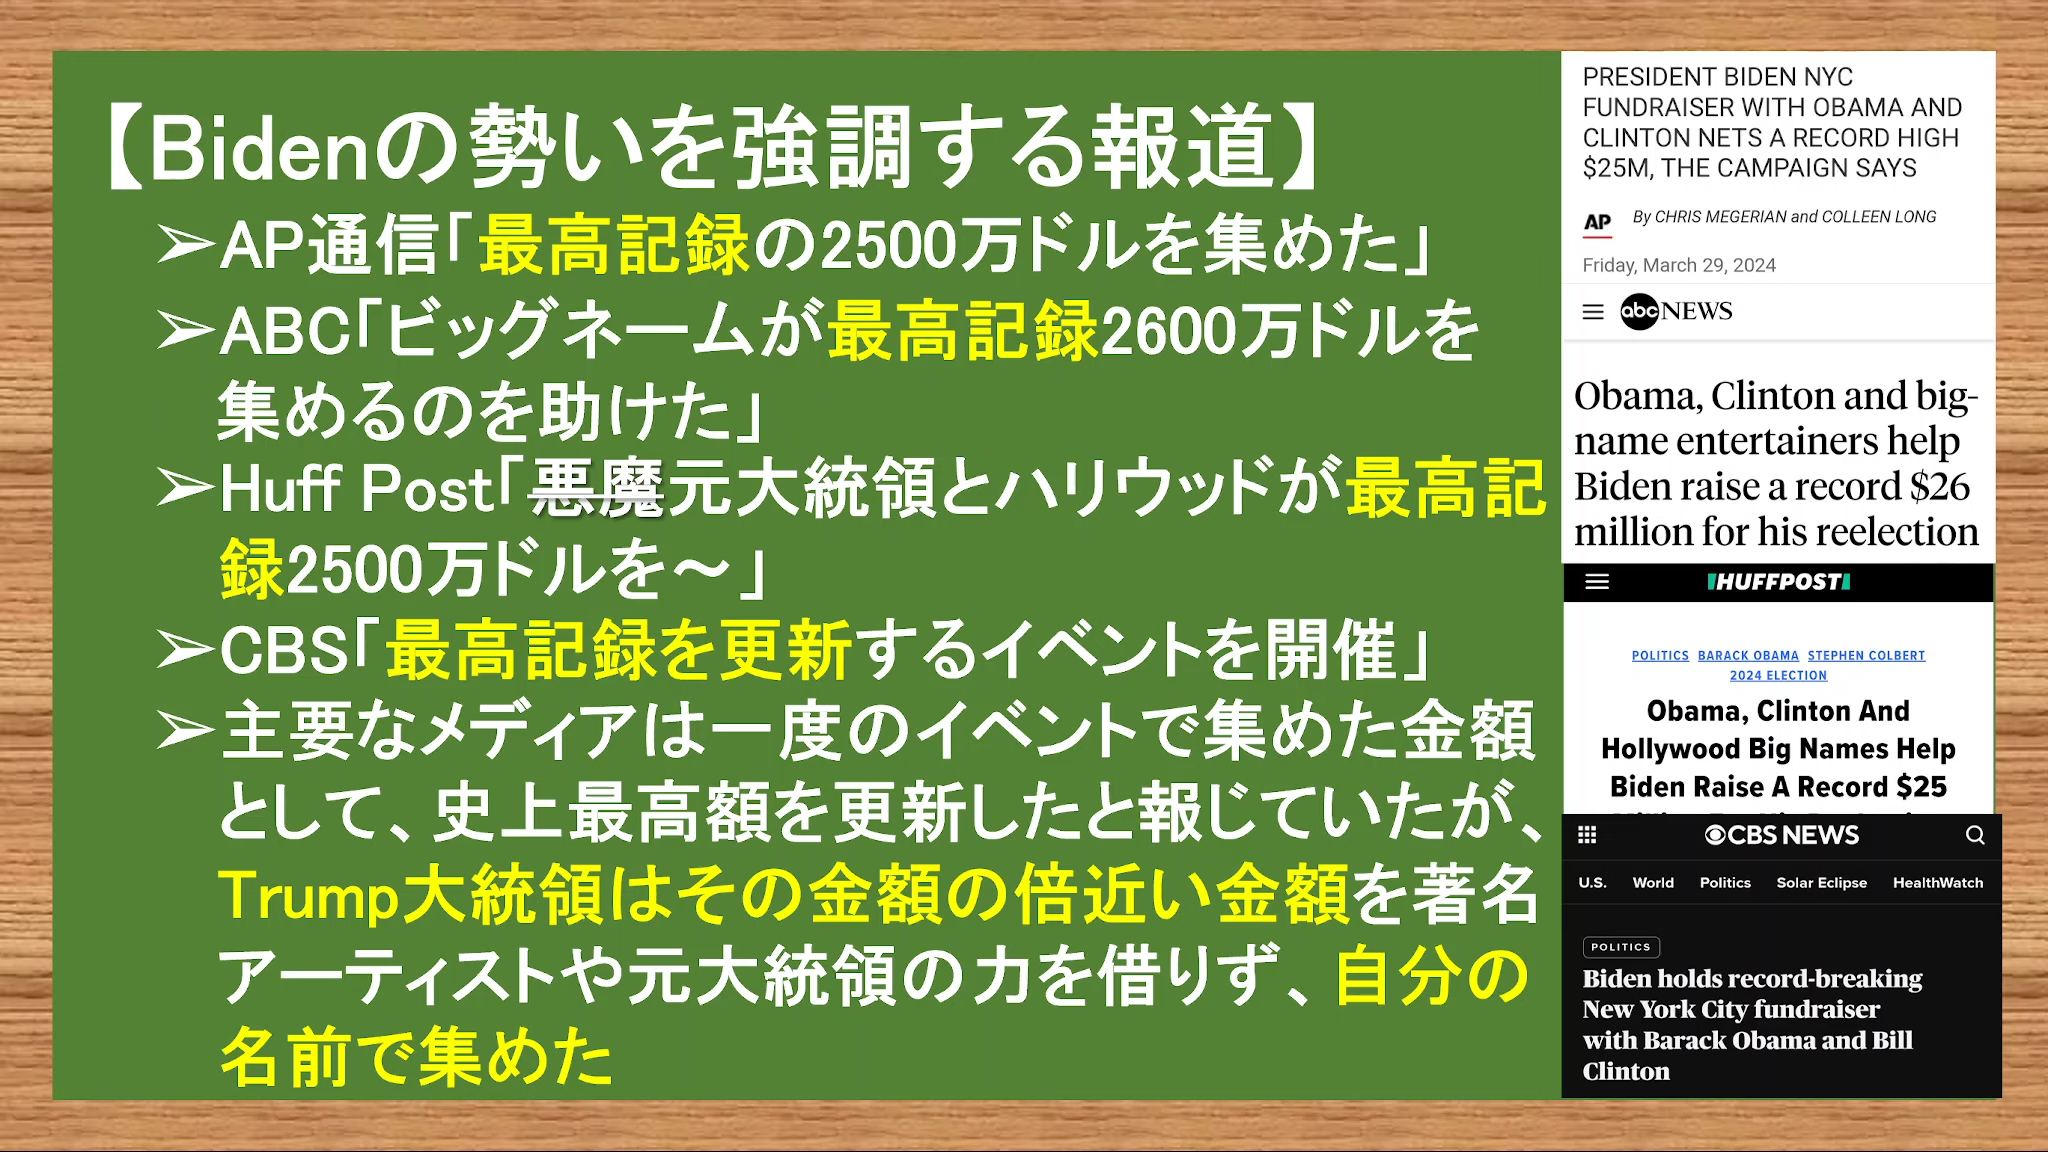 【Bidenの勢いを強調する報道】
➢AP通信「最高記録の2500万ドルを集めた」
➢ABC「ビッグネームが最高記録2600万ドルを
集めるのを助けた」
➢Huff Post「悪魔元大統領とハリウッドが最高記
録2500万ドルを～」
➢CBS「最高記録を更新するイベントを開催」
➢主要なメディアは一度のイベントで集めた金額
として、史上最高額を更新したと報じていたが、
Trump大統領はその金額の倍近い金額を著名
アーティストや元大統領の力を借りず、自分の
名前で集めた
PRESIDENT BIDEN NYC
FUNDRAISER WITH OBAMA AND
CLINTON NETS A RECORD HIGH
$25M, THE CAMPAIGN SAYS
AP By CHRIS MEGERIAN and COLLEEN LONG
Friday, March 29, 2024
abc NEWS
Obama, Clinton and big-
name entertainers help
Biden raise a record $26
million for his reelection
HUFFPOST
POLITICS BARACK OBAMA STEPHEN COLBERT
2024 ELECTION
Obama, Clinton And
Hollywood Big Names Help
Biden Raise A Record $25
CBS NEWS
U.S. World Politics Solar Eclipse HealthWatch
POLITICS
Biden holds record-breaking
New York City fundraiser
with Barack Obama and Bill
Clinton